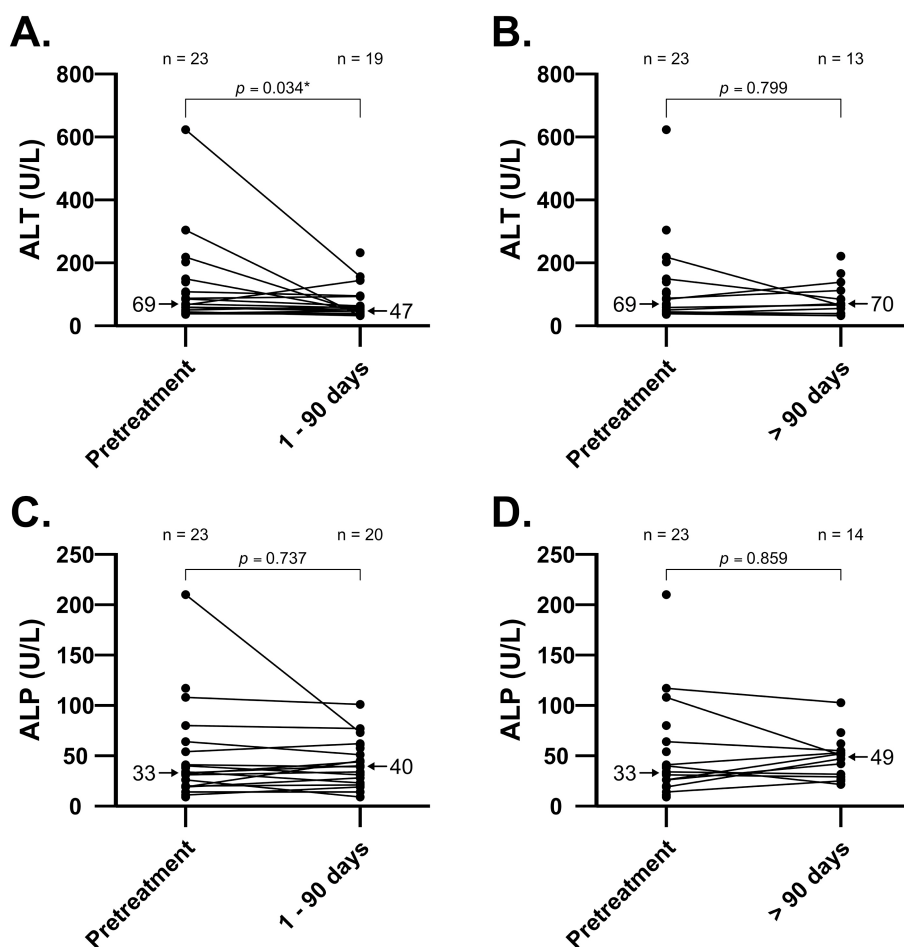 A.
n = 23
n = 19
p = 0.034*
800
600
400
200
0
ALT (U/L)
69
47
Pretreatment
1 - 90 days
B.
n = 23
n = 13
p = 0.799
800
600
400
200
0
ALT (U/L)
69
70
Pretreatment
> 90 days
C.
n = 23
n = 20
p = 0.737
250
200
150
100
50
0
ALP (U/L)
33
40
Pretreatment
1 - 90 days
D.
n = 23
n = 14
p = 0.859
250
200
150
100
50
0
ALP (U/L)
33
49
Pretreatment
> 90 days